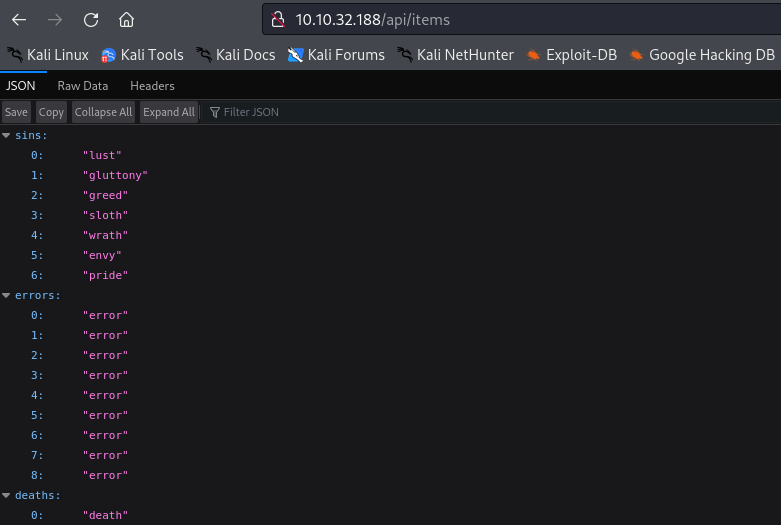 10.10.32.188/api/items
Kali Linux Kali Tools Kali Docs Kali Forums Kali NetHunter Exploit-DB Google Hacking DB
JSON Raw Data Headers
Save Copy Collapse All Expand All Filter JSON
sins:
0: "lust"
1: "gluttony"
2: "greed"
3: "sloth"
4: "wrath"
5: "envy"
6: "pride"
errors:
0: "error"
1: "error"
2: "error"
3: "error"
4: "error"
5: "error"
6: "error"
7: "error"
8: "error"
deaths:
0: "death"